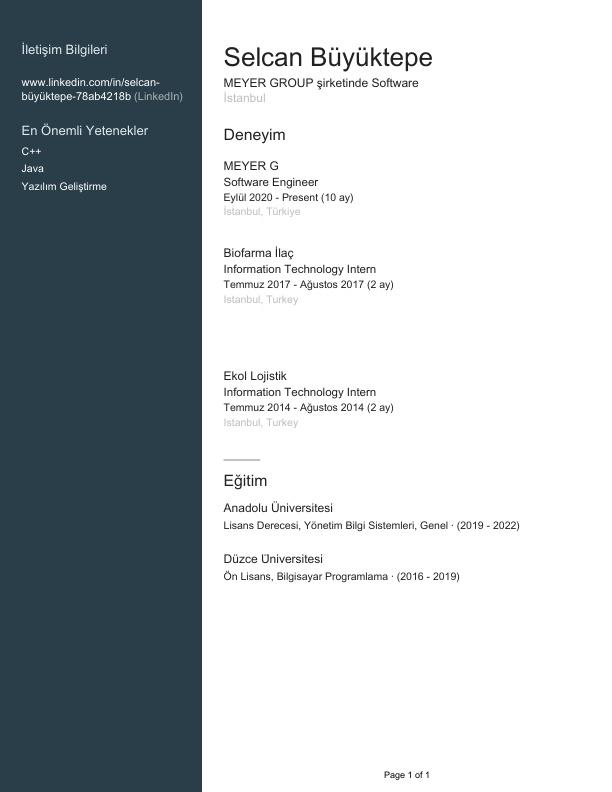 İletişim Bilgileri
www.linkedin.com/in/selcan-
büyüktepe-78ab4218b (LinkedIn)
En Önemli Yetenekler
C++
Java
Yazılım Geliştirme
Selcan Büyüktepe
MEYER GROUP şirketinde Software
İstanbul
Deneyim
MEYER G
Software Engineer
Eylül 2020 - Present (10 ay)
İstanbul, Türkiye
Biofarma İlaç
Information Technology Intern
Temmuz 2017 - Ağustos 2017 (2 ay)
Istanbul, Turkey
Ekol Lojistik
Information Technology Intern
Temmuz 2014 - Ağustos 2014 (2 ay)
Istanbul, Turkey
Eğitim
Anadolu Üniversitesi
Lisans Derecesi, Yönetim Bilgi Sistemleri, Genel · (2019 - 2022)
Düzce Üniversitesi
Ön Lisans, Bilgisayar Programlama · (2016 - 2019)
Page 1 of 1